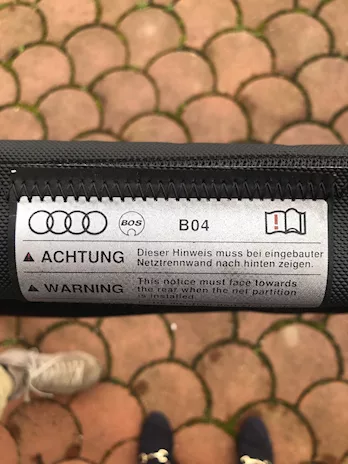 BOS B04
ACHTUNG Dieser Hinweis muss bei eingebauter
Netztrennwand nach hinten zeigen.
WARNING This notice must face towards
the rear when the net partition
is installed.